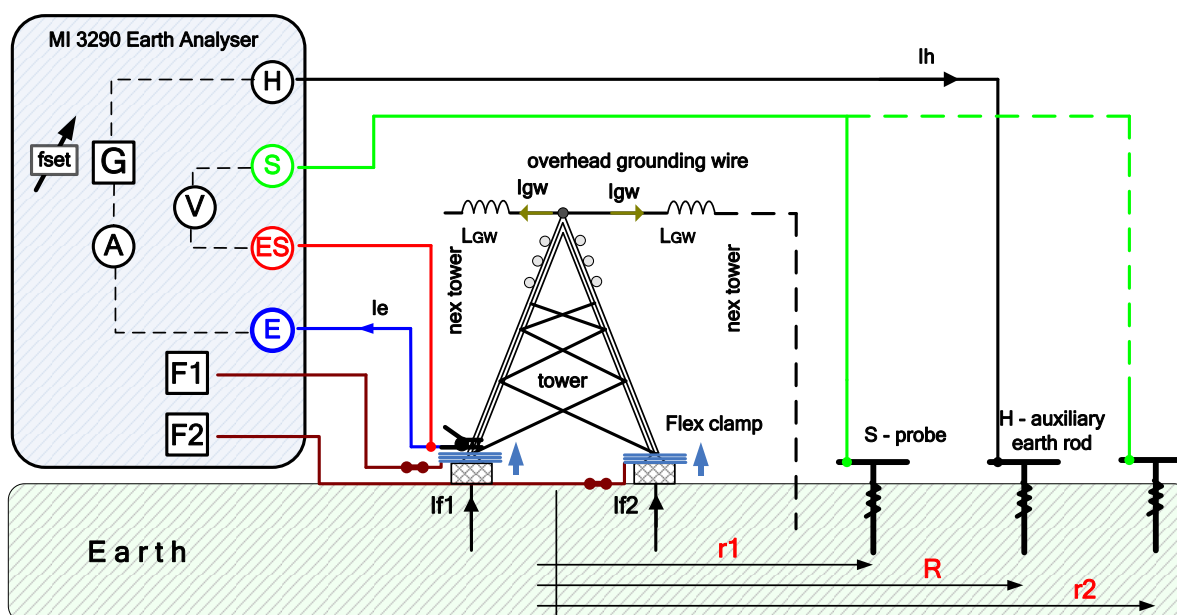 MI 3290 Earth Analyser
H
Ih
S
fset
G
overhead grounding wire
Igw
Igw
V
LGW
LGW
A
ES
nex tower
nex tower
Ie
E
F1
tower
F2
Flex clamp
S - probe
H - auxiliary
earth rod
If1
If2
Earth
r1
R
r2